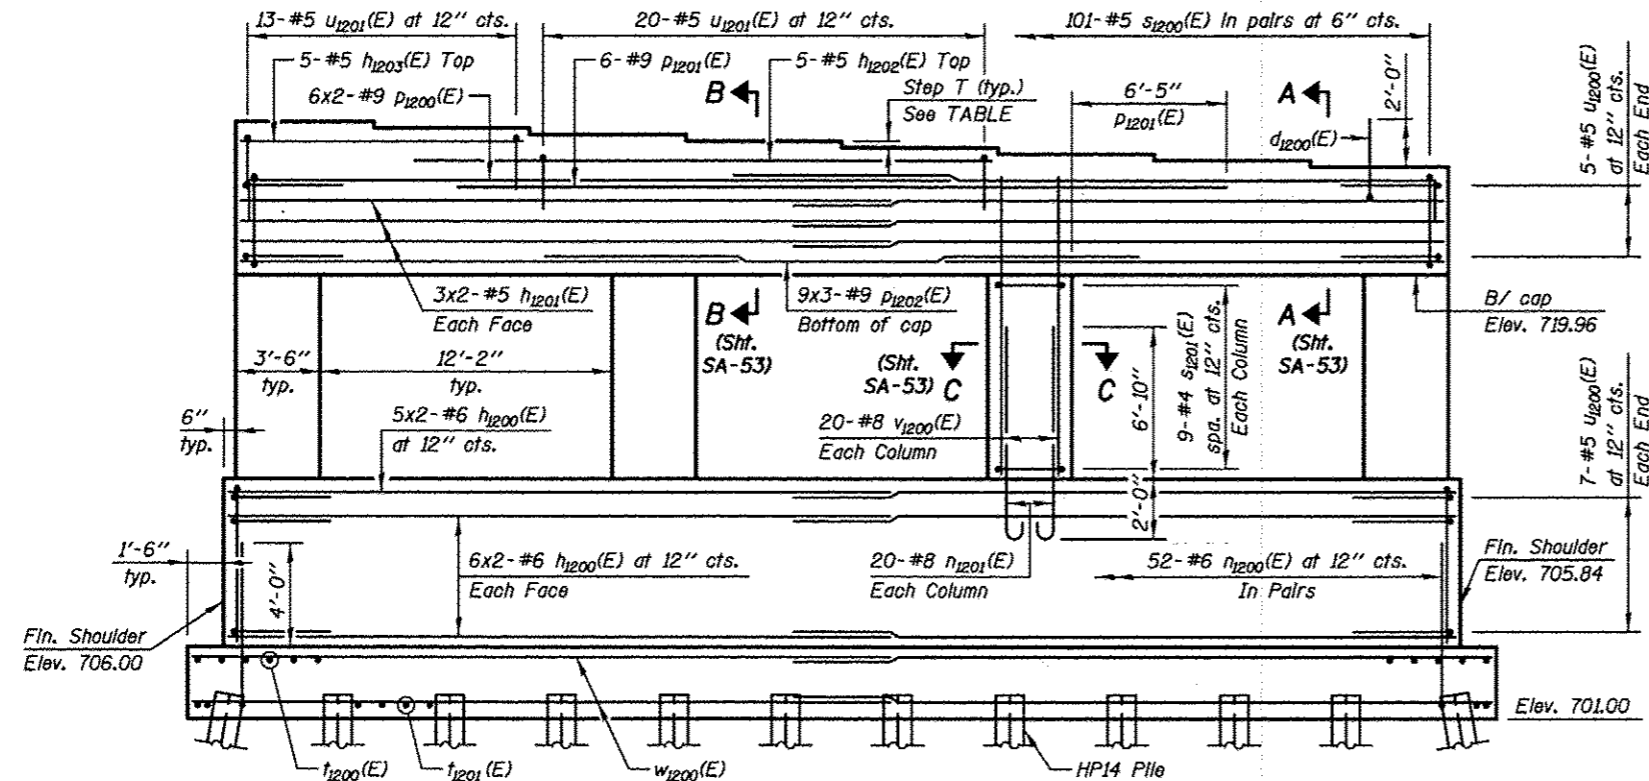 13-#5 u1201(E) at 12" cts.
20-#5 u1201(E) at 12" cts.
101-#5 s1200(E) In pairs at 6" cts.
5-#5 h1203(E) Top
6-#9 p1201(E)
5-#5 h1202(E) Top
6x2-#9 p1200(E)
B
Step T (typ.)
See TABLE
6'-5"
p1201(E)
A
2'-0"
d1200(E)
5-#5 u1200(E)
at 12" cts.
Each End
3x2-#5 h1201(E)
Each Face
B
(Sht.
SA-53)
9x3-#9 p1202(E)
Bottom of cap
A
(Sht.
SA-53)
B/ cap
Elev. 719.96
3'-6"
typ.
12'-2"
typ.
(Sht.
SA-53)
C
C
6'-10"
9-#4 s1201(E)
spa. at 12" cts.
Each Column
6"
typ.
5x2-#6 h1200(E)
at 12" cts.
20-#8 v1200(E)
Each Column
2'-0"
7-#5 u1200(E)
at 12" cts.
Each End
1'-6"
typ.
4'-0"
6x2-#6 h1200(E) at 12" cts.
Each Face
20-#8 n1201(E)
Each Column
52-#6 n1200(E) at 12" cts.
In Pairs
Fin. Shoulder
Elev. 705.84
Fin. Shoulder
Elev. 706.00
Elev. 701.00
t1200(E)
t1201(E)
w1200(E)
HP14 Pile